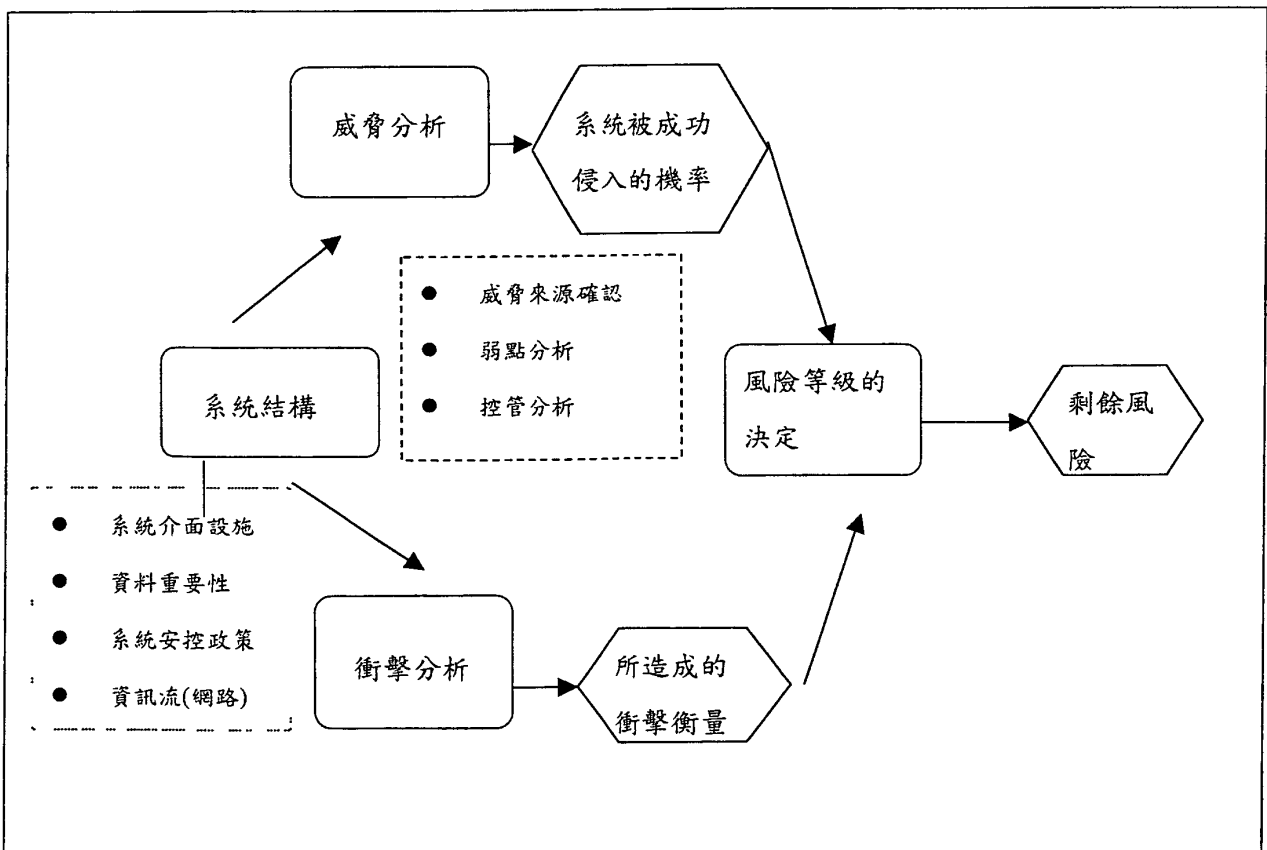 威脅分析
系統被成功
侵入的機率
● 威脅來源確認
● 弱點分析
● 控管分析
系統結構
風險等級的
決定
剩餘風
險
● 系統介面設施
● 資料重要性
● 系統安控政策
● 資訊流(網路)
衝擊分析
所造成的
衝擊衡量